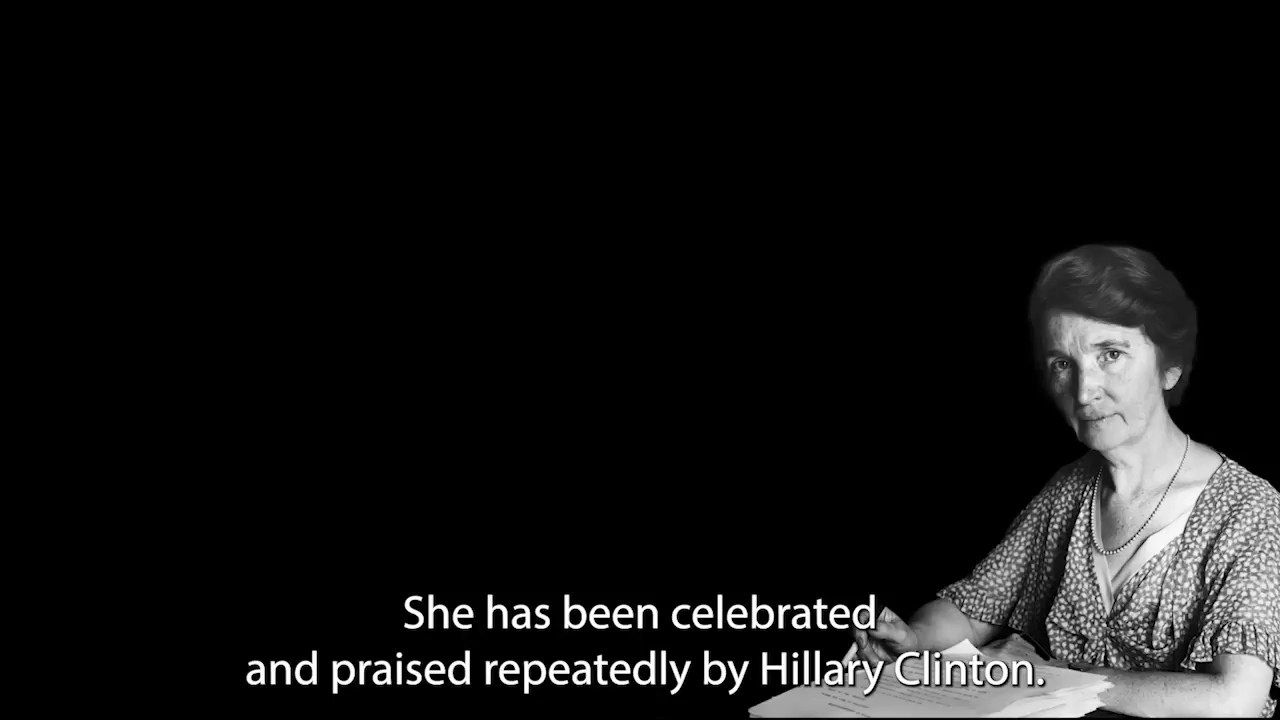 She has been celebrated
and praised repeatedly by Hillary Clinton.